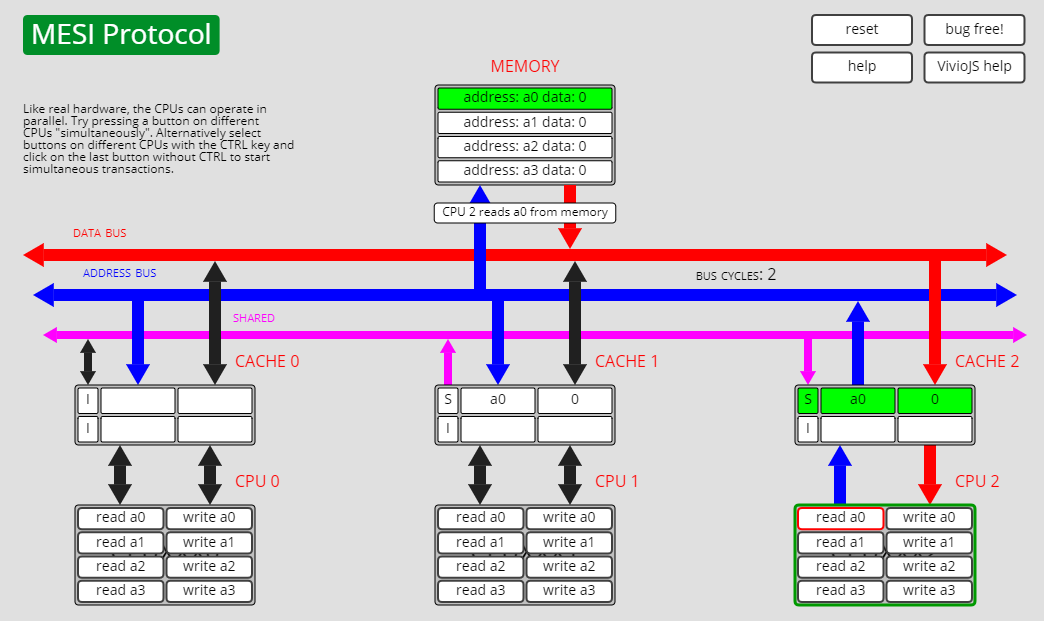 MESI Protocol
reset
bug free!
help
VivioJS help
MEMORY
address: a0 data: 0
address: a1 data: 0
address: a2 data: 0
address: a3 data: 0
Like real hardware, the CPUs can operate in
parallel. Try pressing a button on different
CPUs "simultaneously". Alternatively select
buttons on different CPUs with the CTRL key and
click on the last button without CTRL to start
simultaneous transactions.
CPU 2 reads a0 from memory
DATA BUS
ADDRESS BUS
BUS CYCLES: 2
SHARED
CACHE 0
CACHE 1
CACHE 2
I
I
S a0 0
I
S a0 0
I
CPU 0
CPU 1
CPU 2
read a0 write a0
read a1 write a1
read a2 write a2
read a3 write a3
read a0 write a0
read a1 write a1
read a2 write a2
read a3 write a3
read a0 write a0
read a1 write a1
read a2 write a2
read a3 write a3